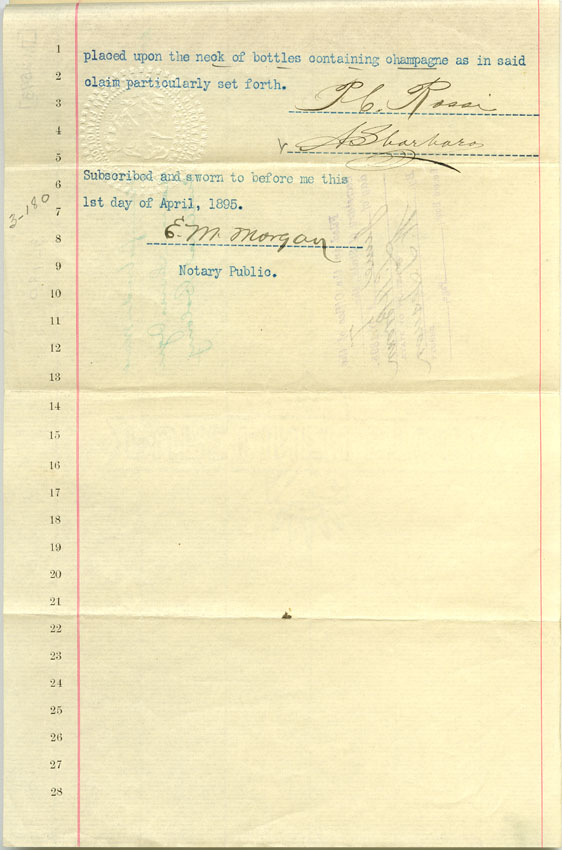 1 placed upon the neck of bottles containing champagne as in said
2 claim particularly set forth.
3 P. C. Rossi
4 A Sbarboro
5
6 Subscribed and sworn to before me this
7 1st day of April, 1895.
8 E. M. Morgan
9 Notary Public.
10
11
12
13
14
15
16
17
18
19
20
21
22
23
24
25
26
27
28
3-180